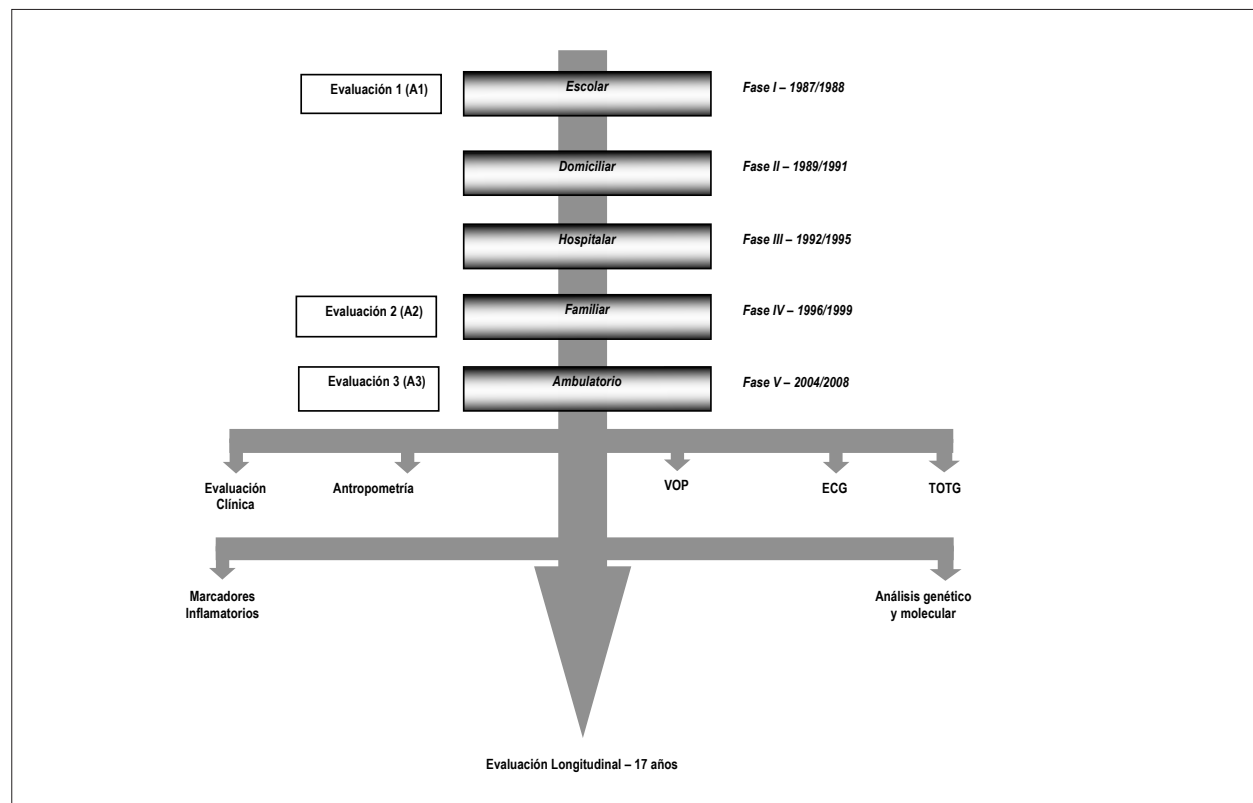 Evaluación 1 (A1)
Escolar
Fase I – 1987/1988
Domiciliar
Fase II – 1989/1991
Hospitalar
Fase III – 1992/1995
Evaluación 2 (A2)
Familiar
Fase IV – 1996/1999
Evaluación 3 (A3)
Ambulatorio
Fase V – 2004/2008
Evaluación
Clínica
Antropometría
VOP
ECG
TOTG
Marcadores
Inflamatorios
Análisis genético
y molecular
Evaluación Longitudinal – 17 años